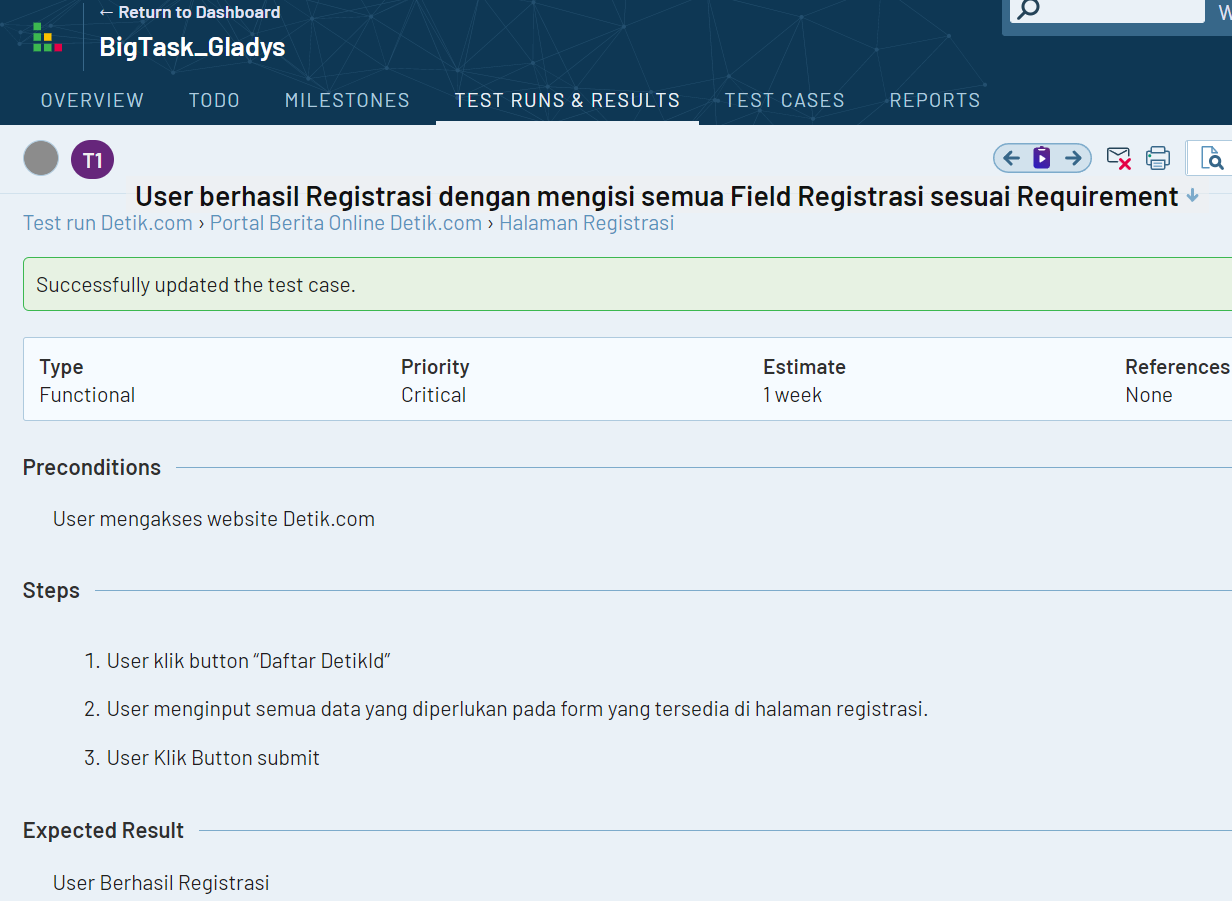 ← Return to Dashboard
BigTask_Gladys
W
OVERVIEW TODO MILESTONES TEST RUNS & RESULTS TEST CASES REPORTS
T1
User berhasil Registrasi dengan mengisi semua Field Registrasi sesuai Requirement
Test run Detik.com › Portal Berita Online Detik.com › Halaman Registrasi
Successfully updated the test case.
Type Priority Estimate References
Functional Critical 1 week None
Preconditions
User mengakses website Detik.com
Steps
1. User klik button “Daftar DetikId”
2. User menginput semua data yang diperlukan pada form yang tersedia di halaman registrasi.
3. User Klik Button submit
Expected Result
User Berhasil Registrasi